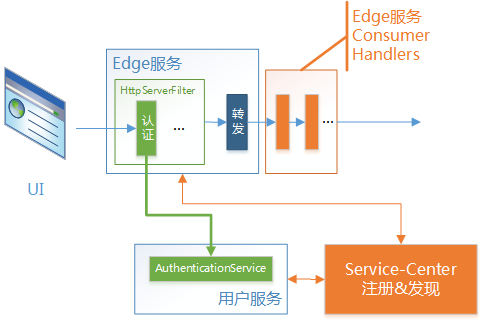 Edge服务
Consumer
Handlers
Edge服务
HttpServerFilter
认
证
...
转
发
...
UI
AuthenticationService
用户服务
Service-Center
注册&发现